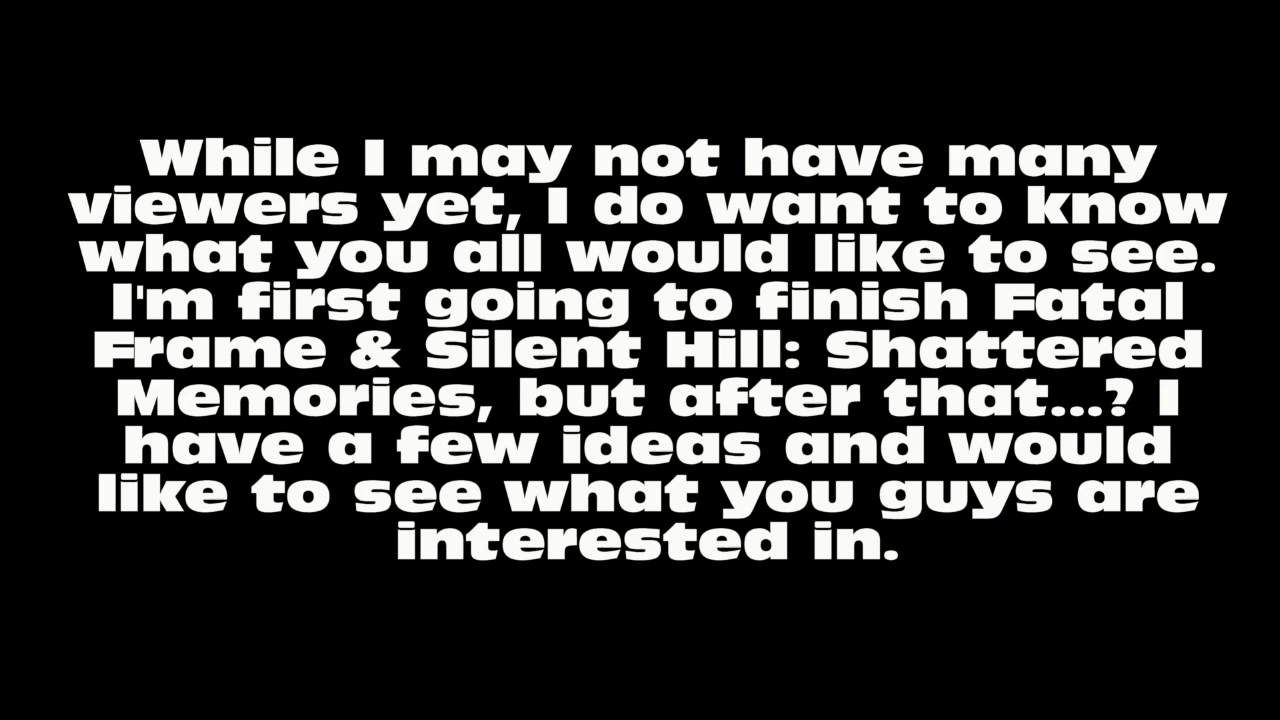 While I may not have many
viewers yet, I do want to know
what you all would like to see.
I'm first going to finish Fatal
Frame & Silent Hill: Shattered
Memories, but after that...? I
have a few ideas and would
like to see what you guys are
interested in.